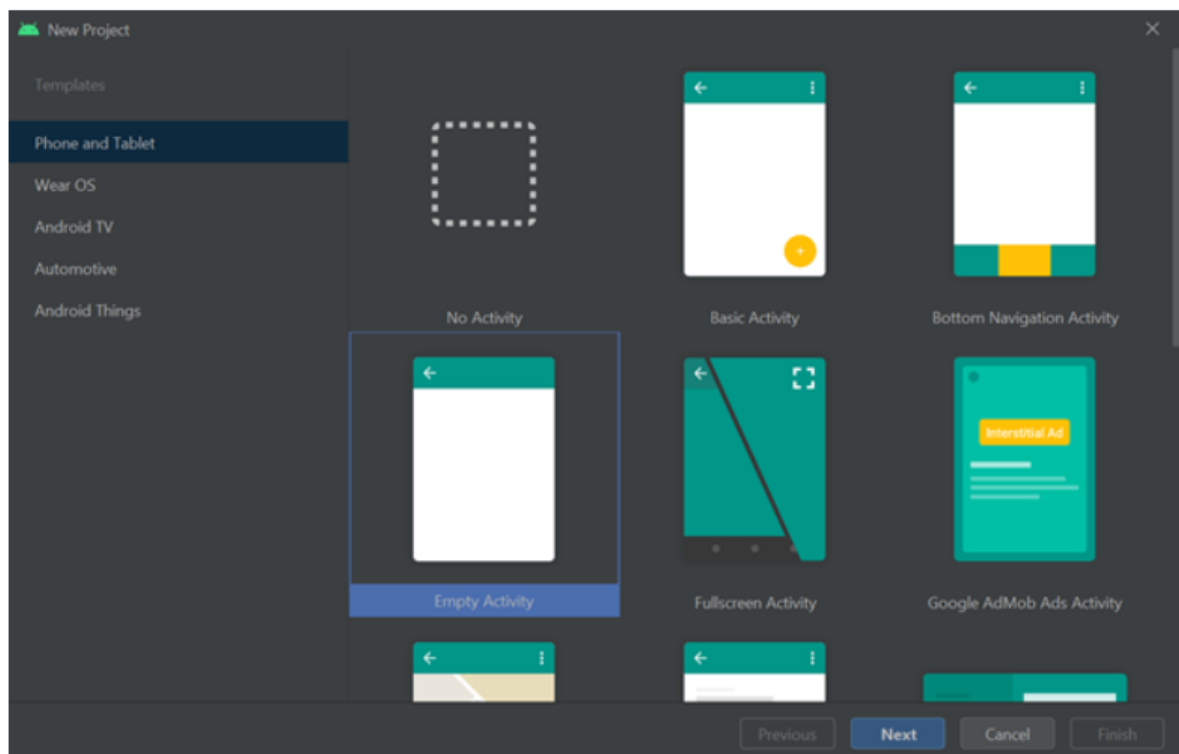 New Project
Templates
Phone and Tablet
Wear OS
Android TV
Automotive
Android Things
No Activity
Basic Activity
Bottom Navigation Activity
Interstitial Ad
Empty Activity
Fullscreen Activity
Google AdMob Ads Activity
Previous
Next
Cancel
Finish